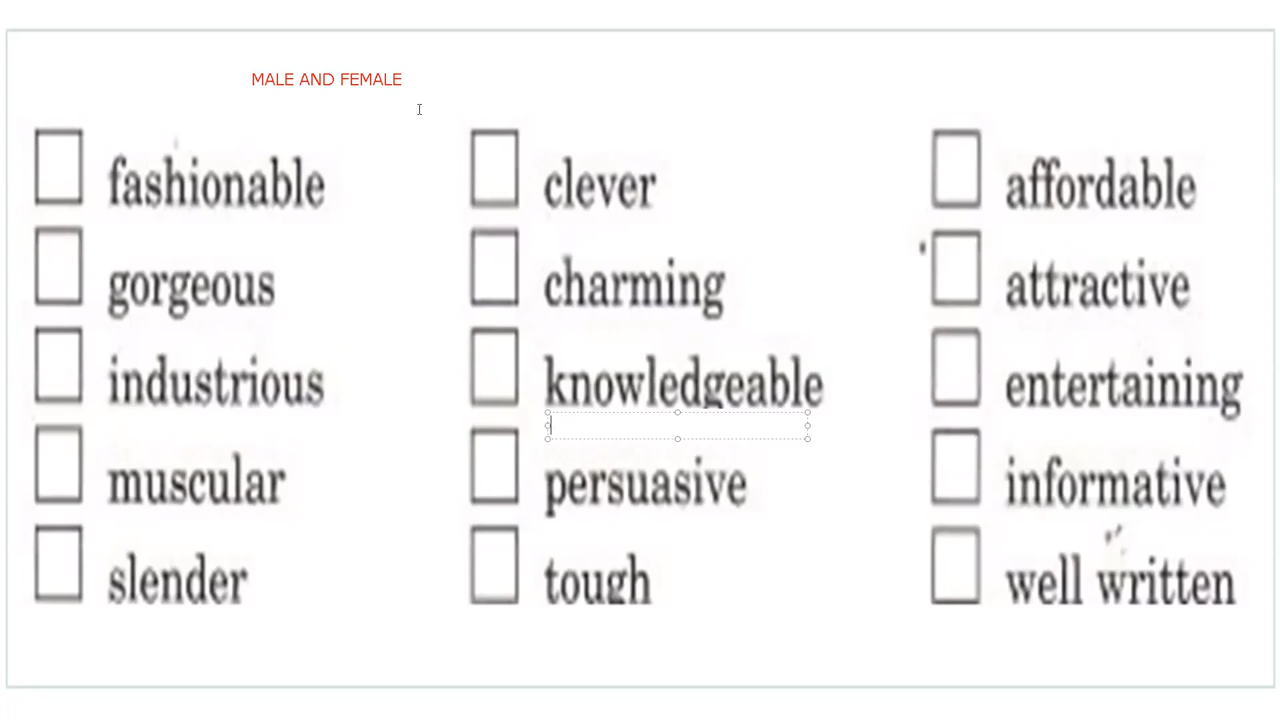 MALE AND FEMALE
fashionable
gorgeous
industrious
muscular
slender
clever
charming
knowledgeable
persuasive
tough
affordable
attractive
entertaining
informative
well written